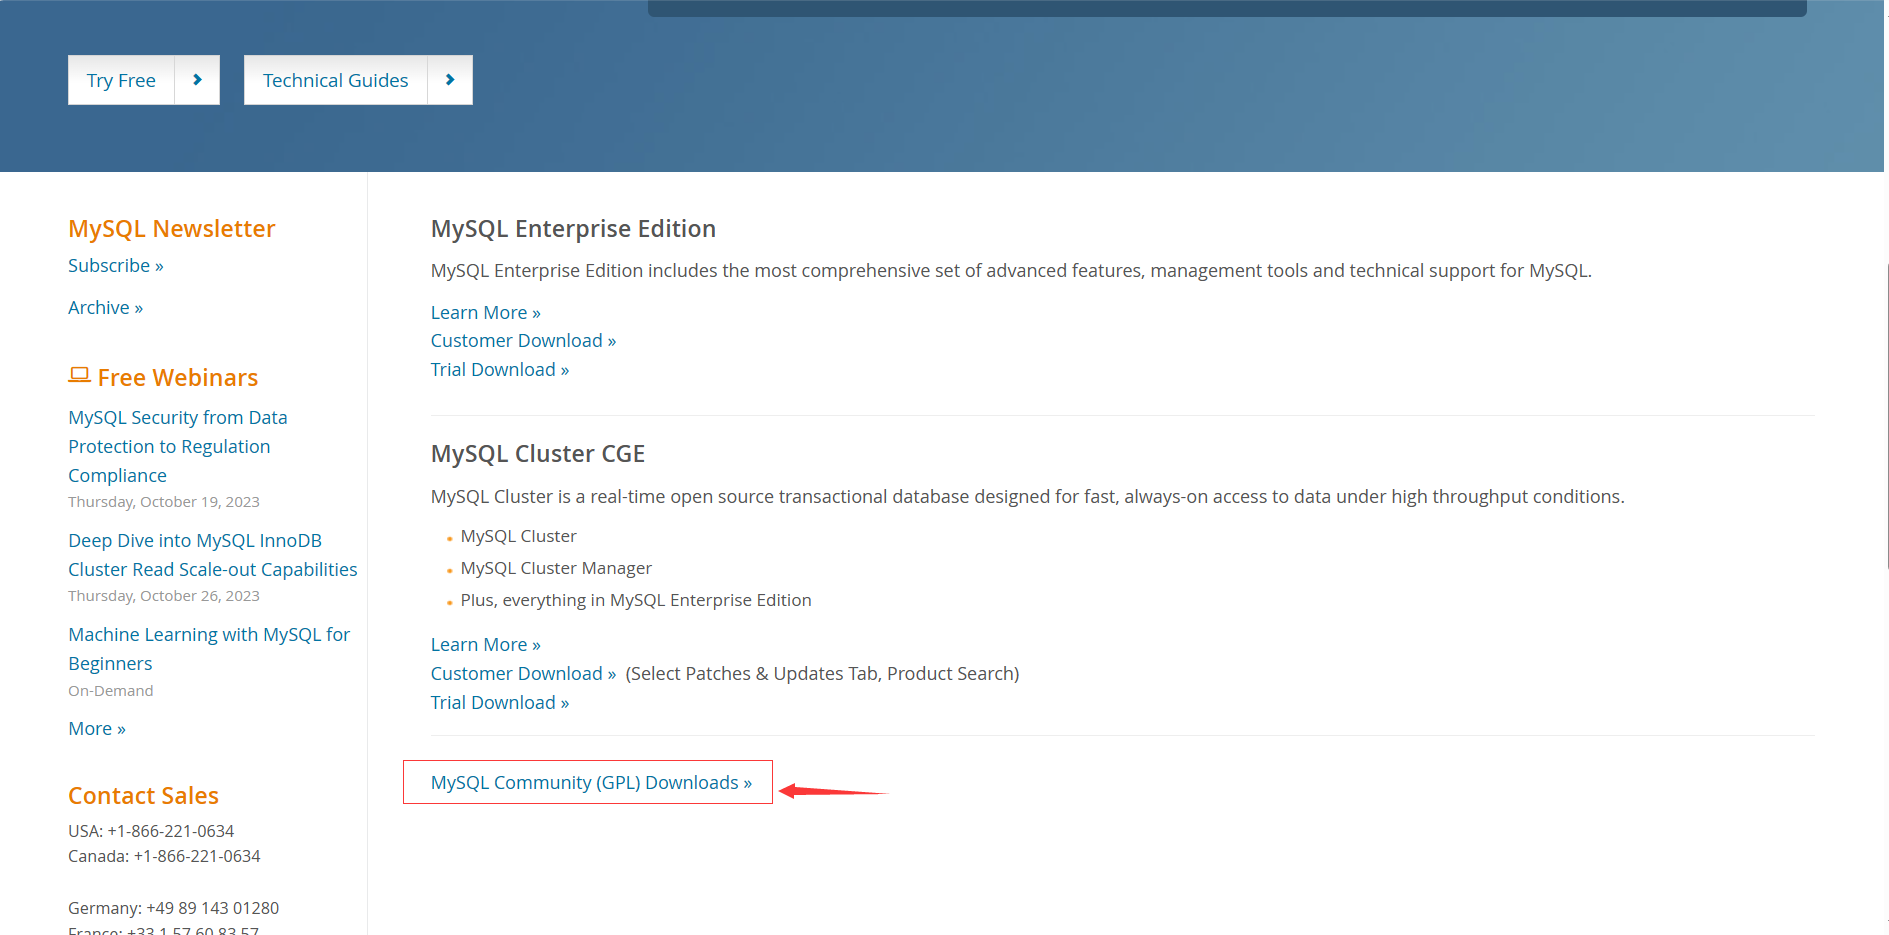 Try Free
Technical Guides
MySQL Newsletter
Subscribe »
Archive »
Free Webinars
MySQL Security from Data
Protection to Regulation
Compliance
Thursday, October 19, 2023
Deep Dive into MySQL InnoDB
Cluster Read Scale-out Capabilities
Thursday, October 26, 2023
Machine Learning with MySQL for
Beginners
On-Demand
More »
Contact Sales
USA: +1-866-221-0634
Canada: +1-866-221-0634
Germany: +49 89 143 01280
France: +33 1 57 60 83 57
MySQL Enterprise Edition
MySQL Enterprise Edition includes the most comprehensive set of advanced features, management tools and technical support for MySQL.
Learn More »
Customer Download »
Trial Download »
MySQL Cluster CGE
MySQL Cluster is a real-time open source transactional database designed for fast, always-on access to data under high throughput conditions.
MySQL Cluster
MySQL Cluster Manager
Plus, everything in MySQL Enterprise Edition
Learn More »
Customer Download » (Select Patches & Updates Tab, Product Search)
Trial Download »
MySQL Community (GPL) Downloads »